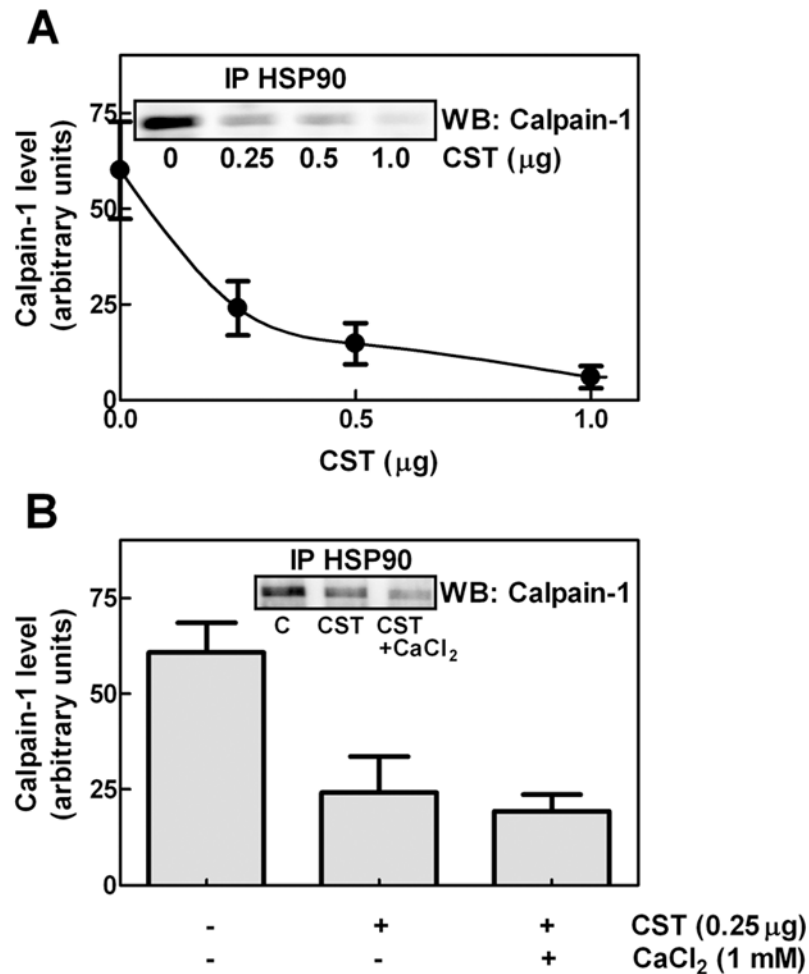 A
IP HSP90
WB: Calpain-1
0 0.25 0.5 1.0 CST (μg)
Calpain-1 level
(arbitrary units)
75
50
25
0
0.0 0.5 1.0
CST (μg)
B
IP HSP90
WB: Calpain-1
C CST CST
+CaCl₂
Calpain-1 level
(arbitrary units)
75
50
25
0
- + + CST (0.25 μg)
- - + CaCl₂ (1 mM)